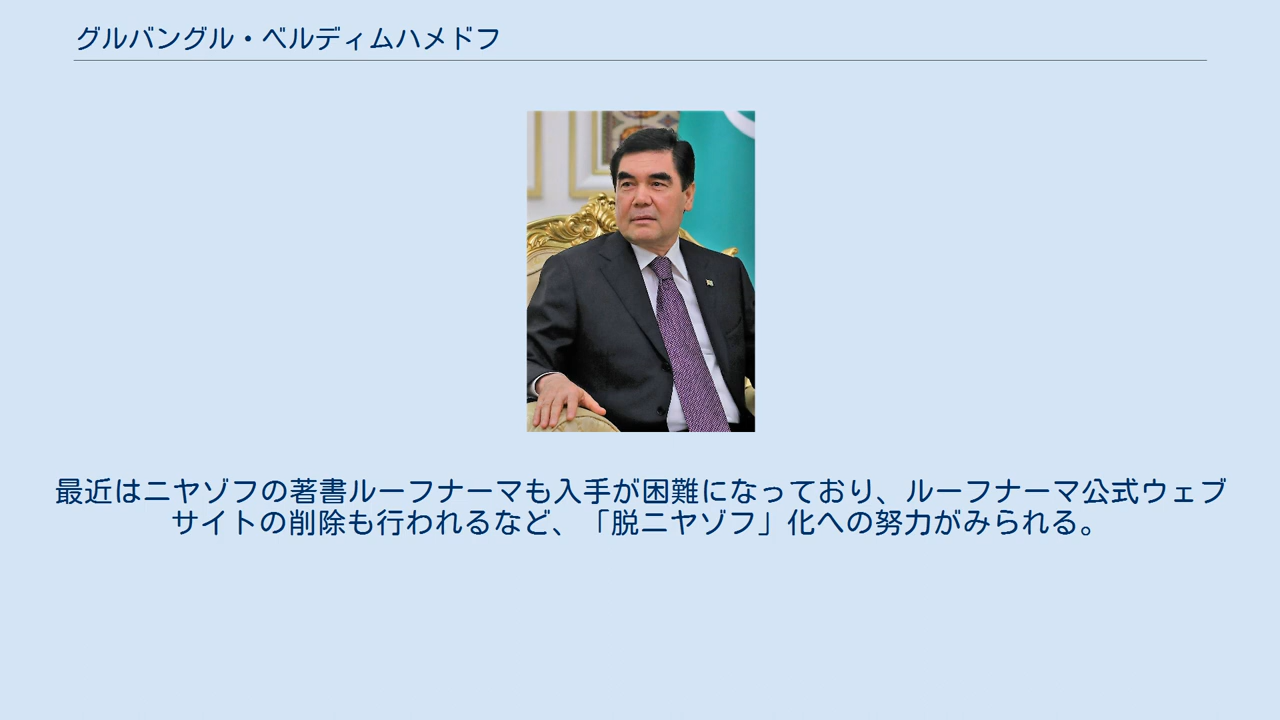 グルバングル・ベルディムハメドフ
最近はニヤゾフの著書ルーフナーマも入手が困難になっており、ルーフナーマ公式ウェブ
サイトの削除も行われるなど、「脱ニヤゾフ」化への努力がみられる。